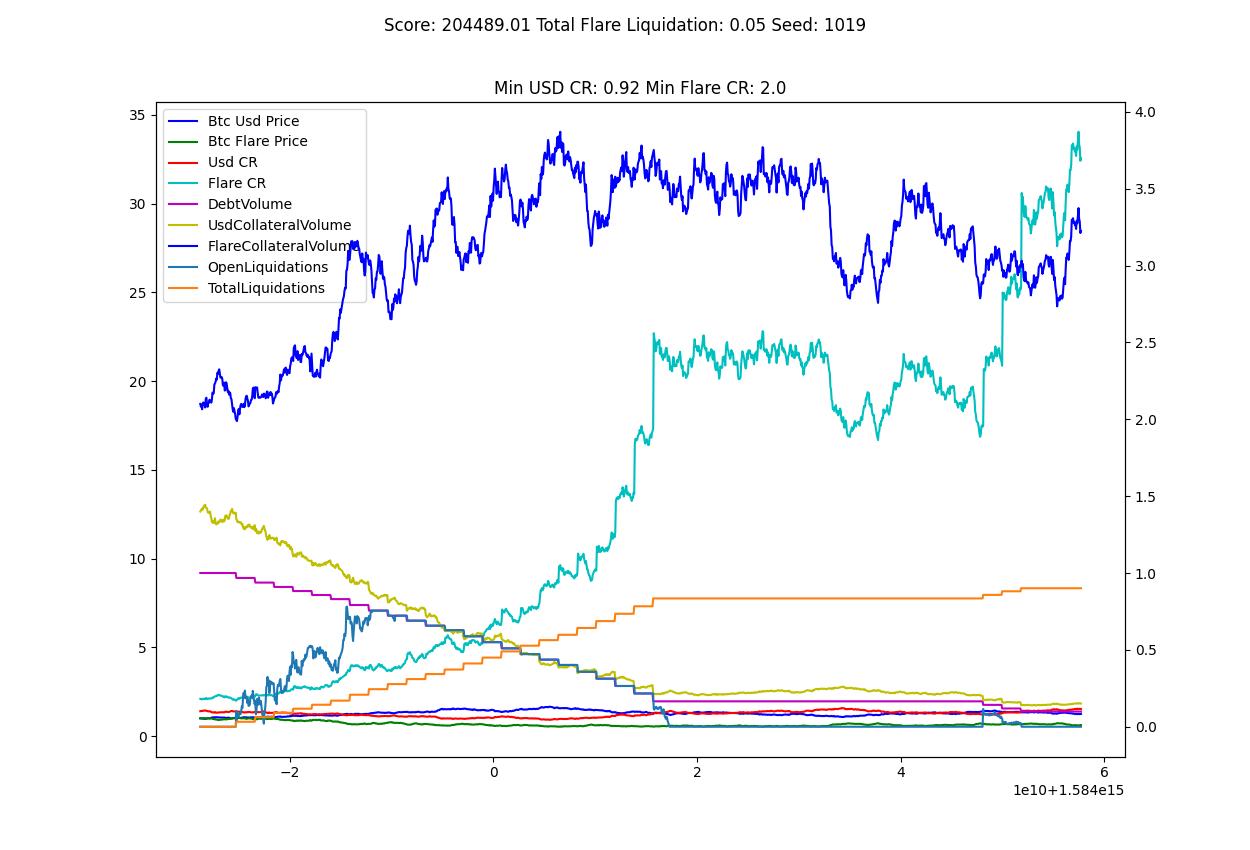 Score: 204489.01 Total Flare Liquidation: 0.05 Seed: 1019
Min USD CR: 0.92 Min Flare CR: 2.0
Btc Usd Price
Btc Flare Price
Usd CR
Flare CR
DebtVolume
UsdCollateralVolume
FlareCollateralVolume
OpenLiquidations
TotalLiquidations
35
30
25
20
15
10
5
0
4.0
3.5
3.0
2.5
2.0
1.5
1.0
0.5
0.0
−2 0 2 4 6
1e10+1.584e15